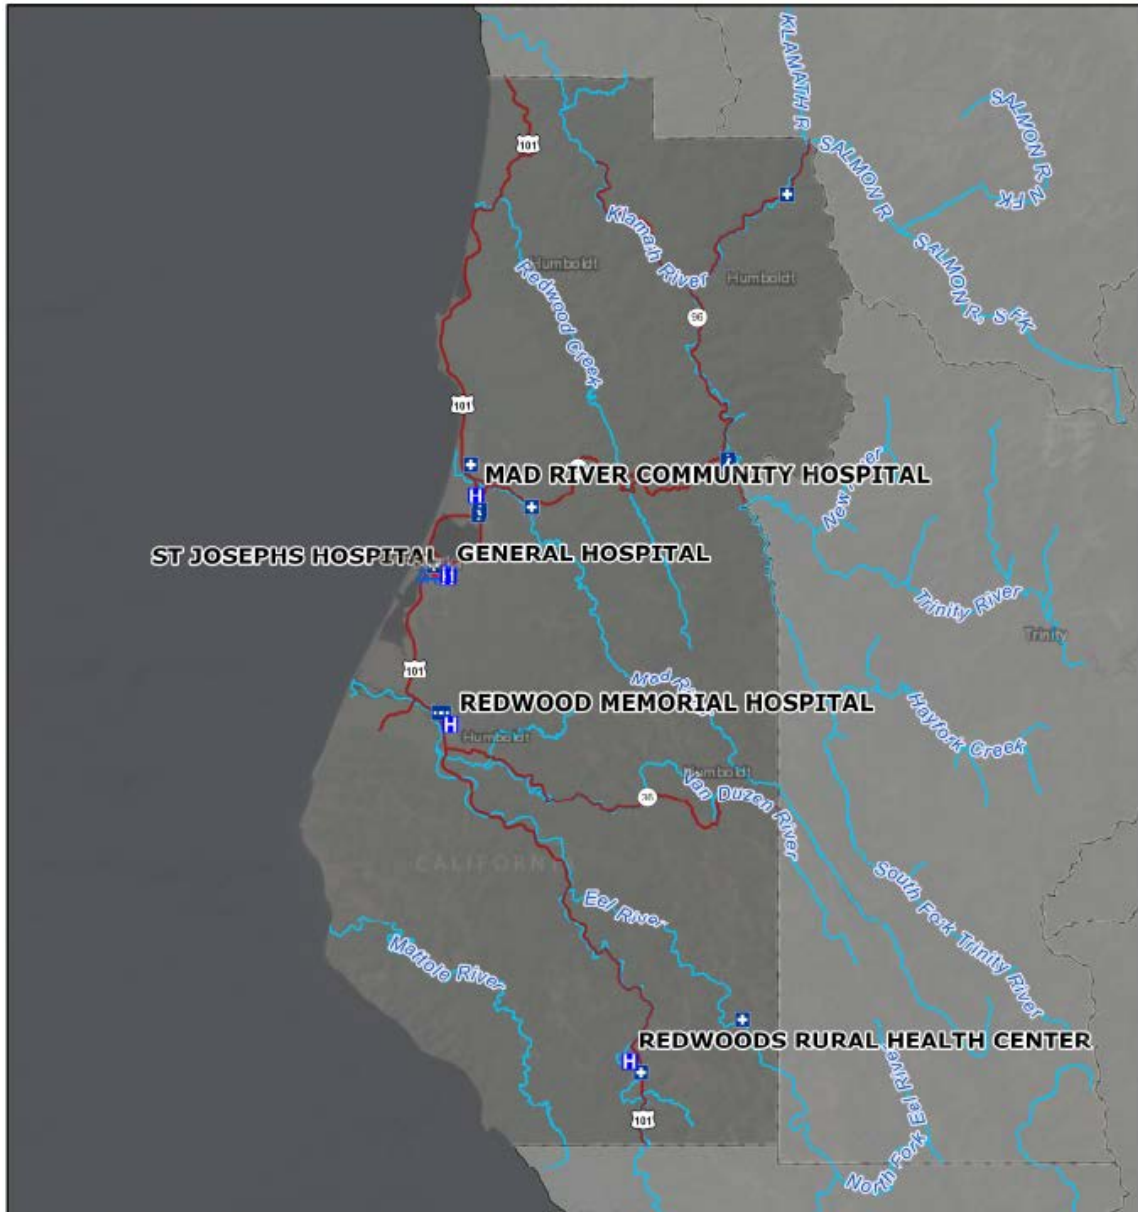 KLAMATH R
SALMON R N FK
101
SALMON R
Klamath River
Humboldt
Humboldt
Redwood Creek
SALMON R, S FK
96
101
MAD RIVER COMMUNITY HOSPITAL
H
New River
ST JOSEPHS HOSPITAL
GENERAL HOSPITAL
Trinity River
Trinity
101
REDWOOD MEMORIAL HOSPITAL
H
Humboldt
Hayfork Creek
Humboldt
Van Duzen River
36
CALIFORNIA
South Fork Trinity River
Eel River
Mattole River
REDWOODS RURAL HEALTH CENTER
H
101
North Fork Eel River